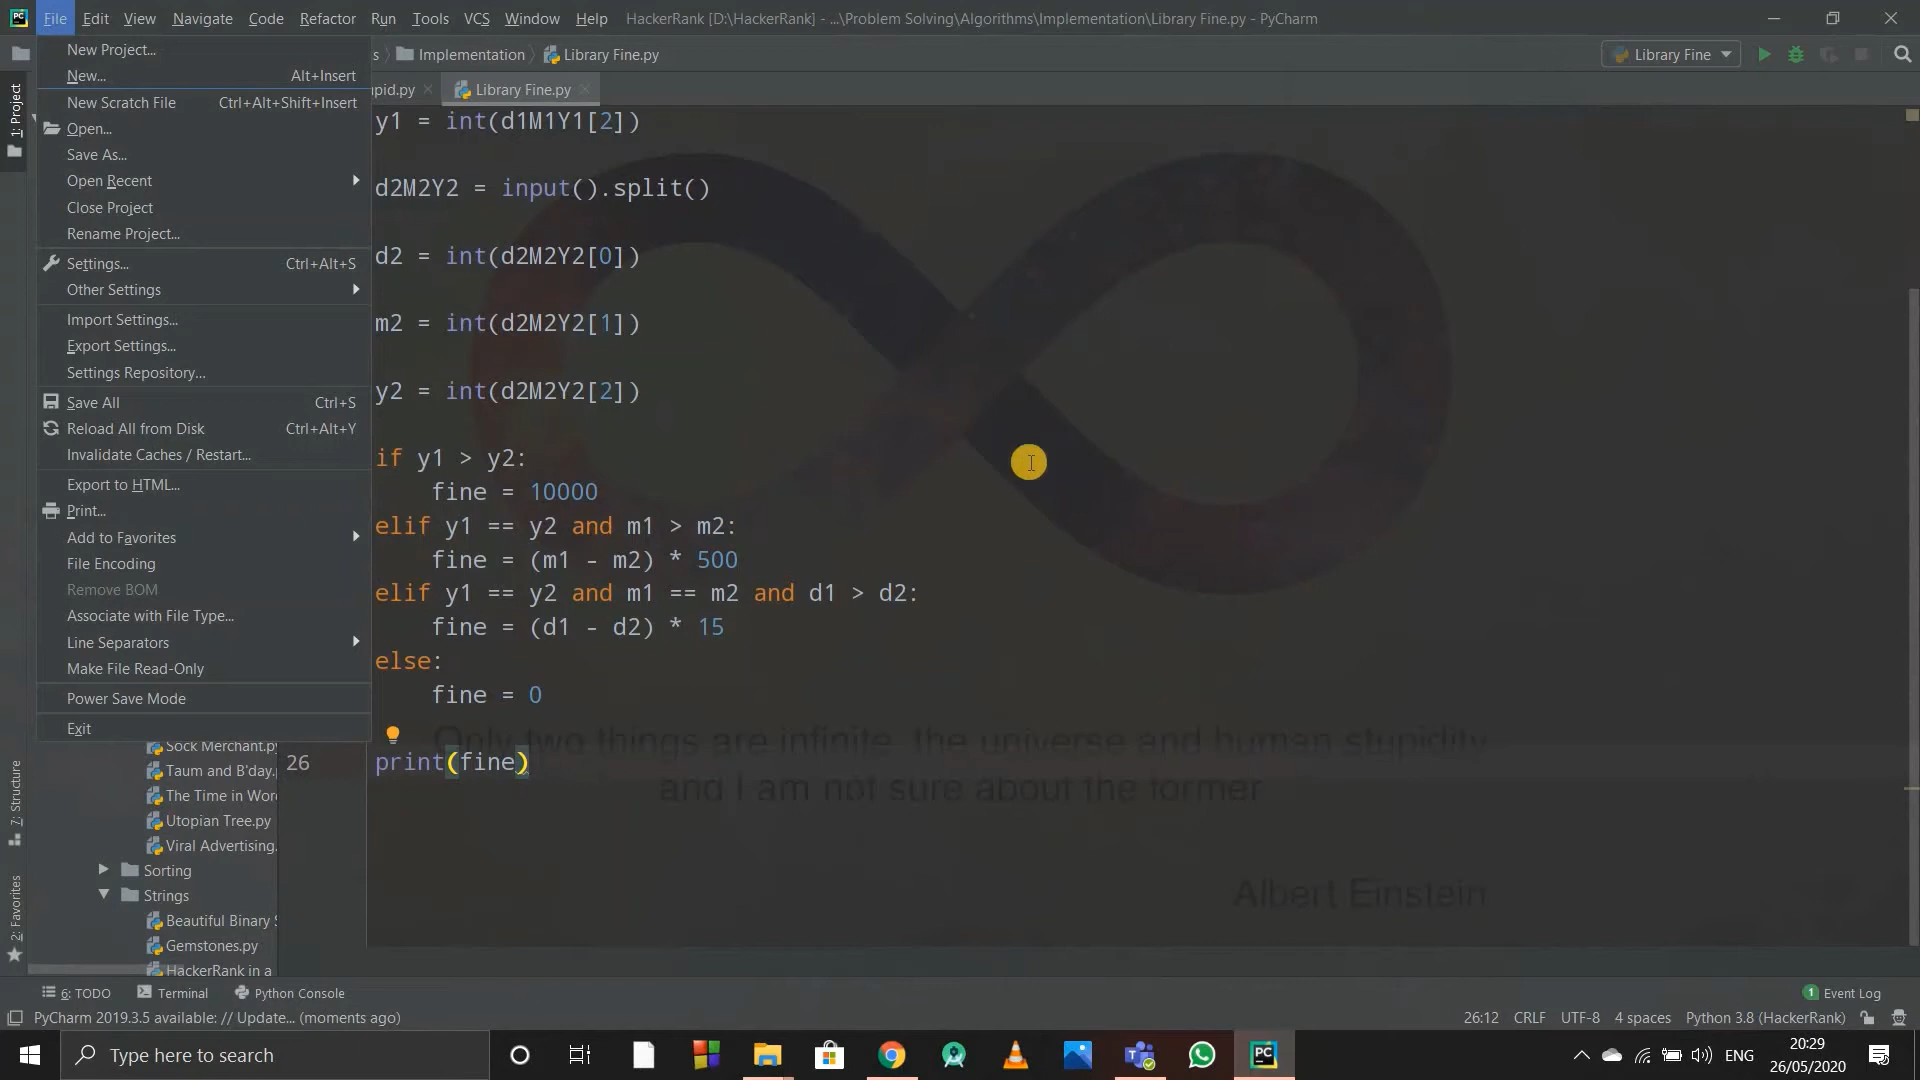 PC File Edit View Navigate Code Refactor Run Tools VCS Window Help HackerRank [D:\HackerRank] - ...\Problem Solving\Algorithms\Implementation\Library Fine.py - PyCharm
s Implementation Library Fine.py Library Fine
upid.py Library Fine.py
New Project...
New... Alt+Insert
New Scratch File Ctrl+Alt+Shift+Insert
Open...
Save As...
Open Recent
Close Project
Rename Project...
Settings... Ctrl+Alt+S
Other Settings
Import Settings...
Export Settings...
Settings Repository...
Save All Ctrl+S
Reload All from Disk Ctrl+Alt+Y
Invalidate Caches / Restart...
Export to HTML...
Print...
Add to Favorites
File Encoding
Remove BOM
Associate with File Type...
Line Separators
Make File Read-Only
Power Save Mode
Exit
1: Project
7: Structure
2: Favorites
Sock Merchant.py
Taum and B'day.
The Time in Wor
Utopian Tree.py
Viral Advertising.
Sorting
Strings
Beautiful Binary S
Gemstones.py
HackerRank in a
y1 = int(d1M1Y1[2])
d2M2Y2 = input().split()
d2 = int(d2M2Y2[0])
m2 = int(d2M2Y2[1])
y2 = int(d2M2Y2[2])
if y1 > y2:
fine = 10000
elif y1 == y2 and m1 > m2:
fine = (m1 - m2) * 500
elif y1 == y2 and m1 == m2 and d1 > d2:
fine = (d1 - d2) * 15
else:
fine = 0
26 print(fine)
Only two things are infinite, the universe and human stupidity
and I am not sure about the former
Albert Einstein
6: TODO Terminal Python Console 1 Event Log
PyCharm 2019.3.5 available: // Update... (moments ago) 26:12 CRLF UTF-8 4 spaces Python 3.8 (HackerRank)
Type here to search PC ENG 20:29
26/05/2020